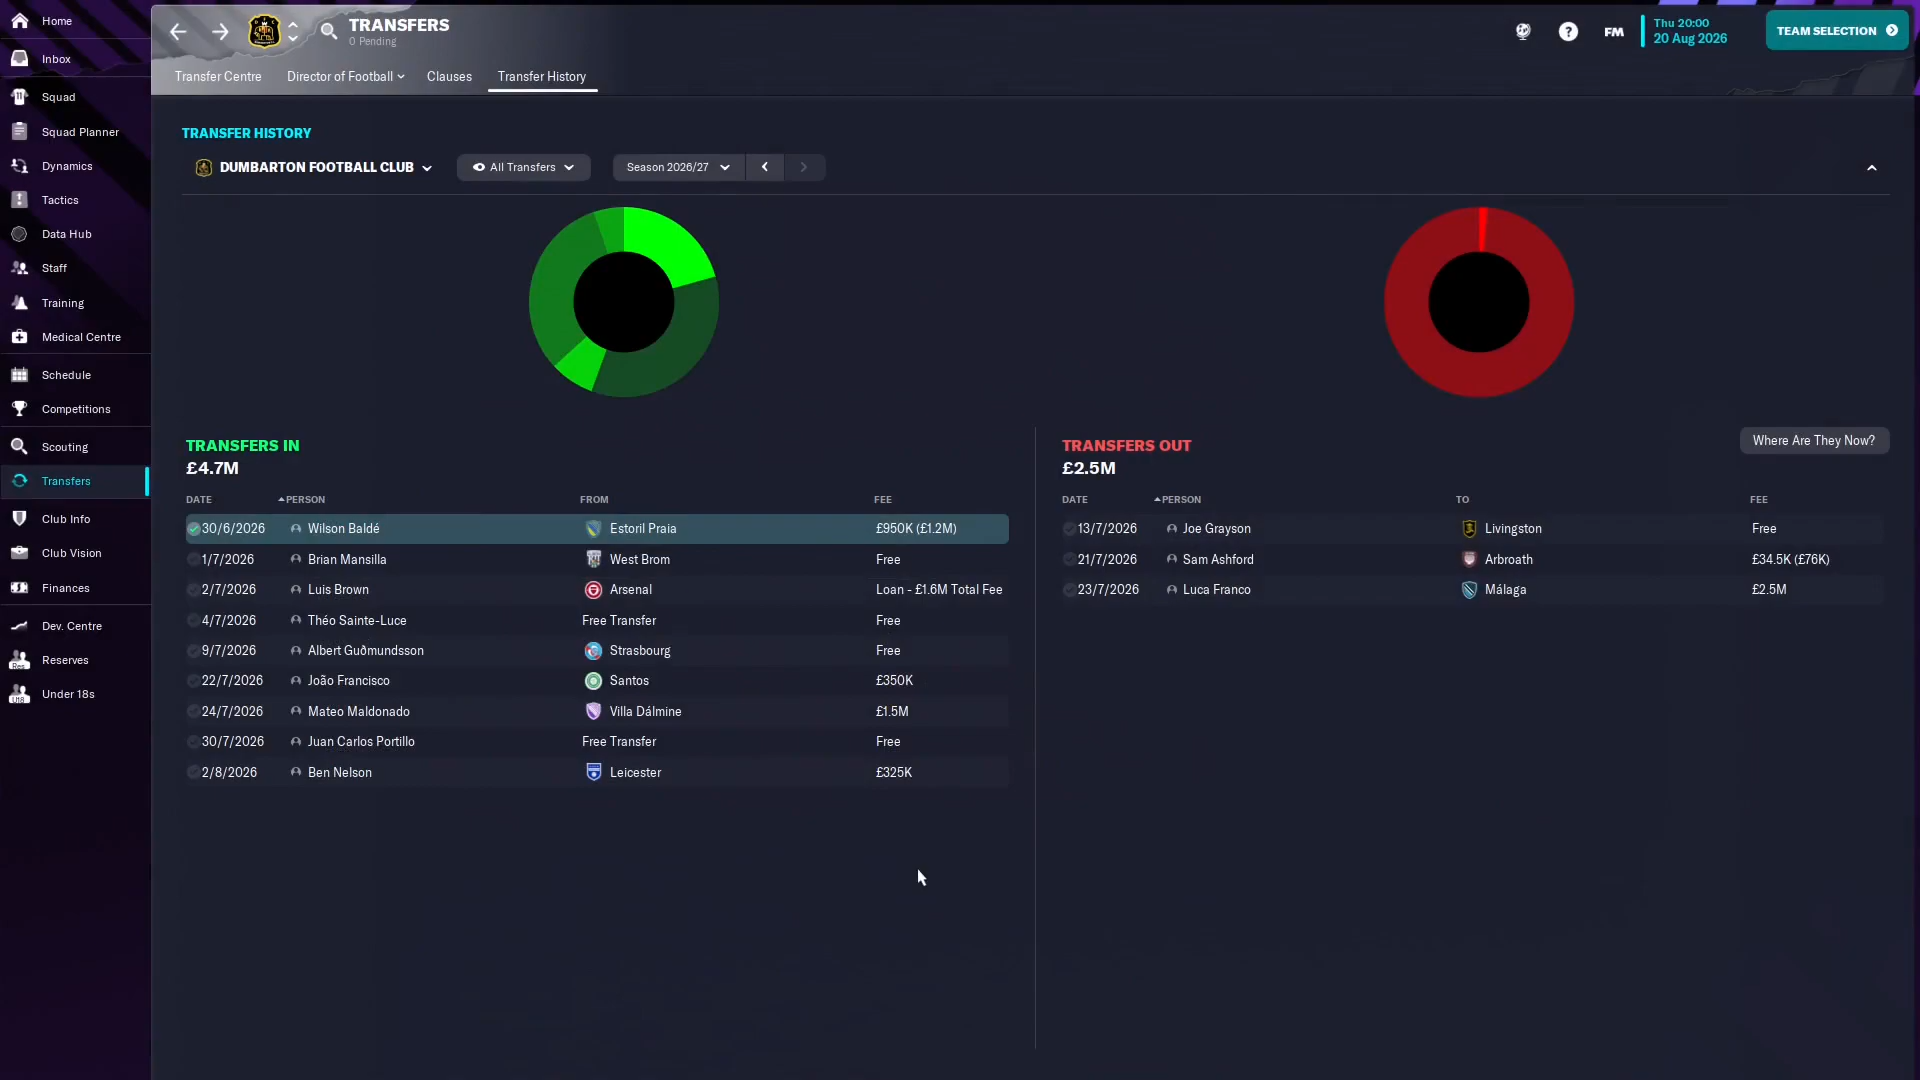 Home
Inbox
Squad
Squad Planner
Dynamics
Tactics
Data Hub
Staff
Training
Medical Centre
Schedule
Competitions
Scouting
Transfers
Club Info
Club Vision
Finances
Dev. Centre
Reserves
Under 18s
TRANSFERS
0 Pending
FM
Thu 20:00
20 Aug 2026
TEAM SELECTION
Transfer Centre
Director of Football
Clauses
Transfer History
TRANSFER HISTORY
DUMBARTON FOOTBALL CLUB
All Transfers
Season 2026/27
TRANSFERS IN
£4.7M
DATE PERSON FROM FEE
30/6/2026 Wilson Baldé Estoril Praia £950K (£1.2M)
1/7/2026 Brian Mansilla West Brom Free
2/7/2026 Luis Brown Arsenal Loan - £1.6M Total Fee
4/7/2026 Théo Sainte-Luce Free Transfer Free
9/7/2026 Albert Guðmundsson Strasbourg Free
22/7/2026 João Francisco Santos £350K
24/7/2026 Mateo Maldonado Villa Dálmine £1.5M
30/7/2026 Juan Carlos Portillo Free Transfer Free
2/8/2026 Ben Nelson Leicester £325K
TRANSFERS OUT
£2.5M
Where Are They Now?
DATE PERSON TO FEE
13/7/2026 Joe Grayson Livingston Free
21/7/2026 Sam Ashford Arbroath £34.5K (£76K)
23/7/2026 Luca Franco Málaga £2.5M